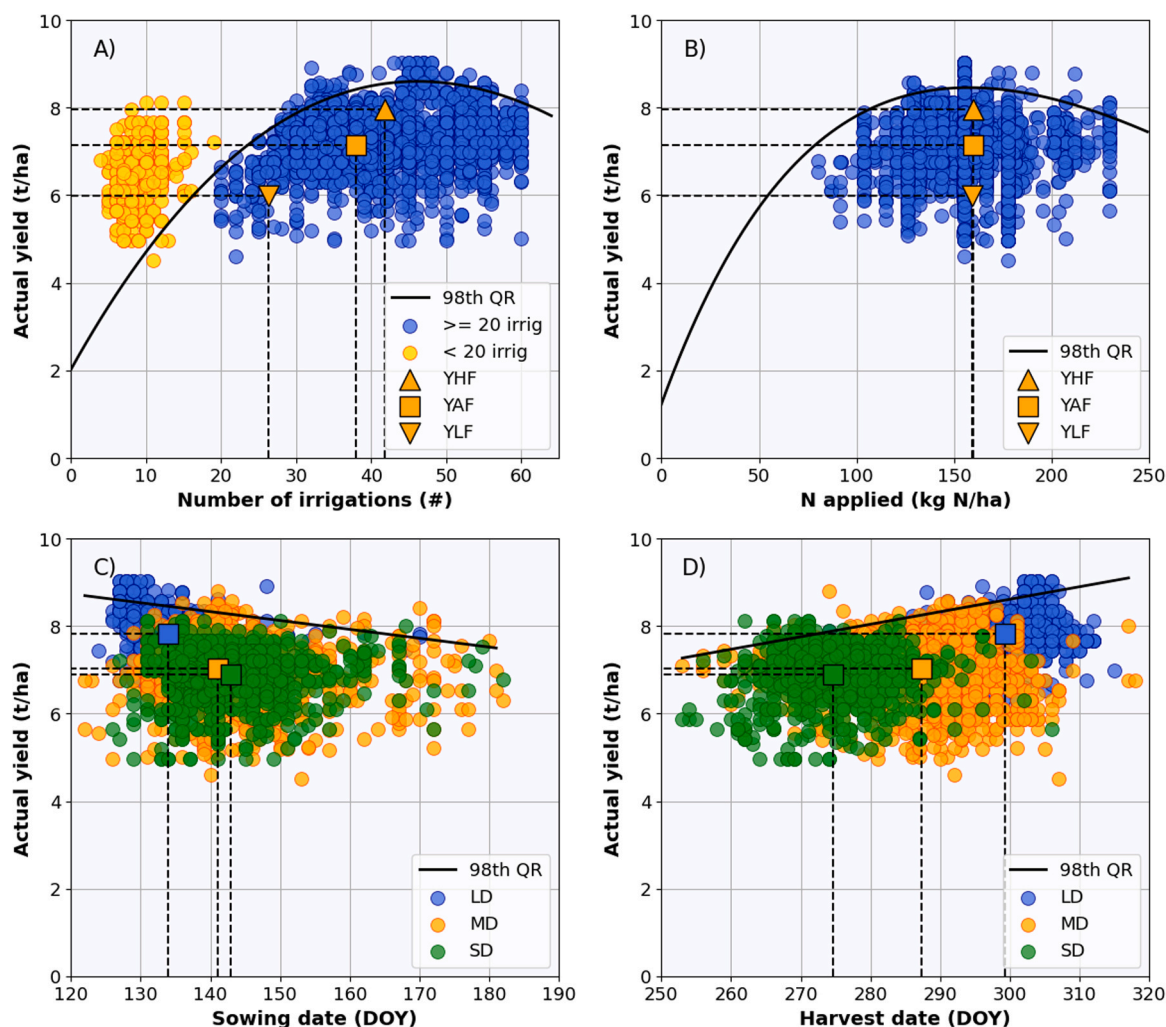 A)
Actual yield (t/ha)
10
8
6
4
2
0
98th QR
>= 20 irrig
< 20 irrig
YHF
YAF
YLF
0 10 20 30 40 50 60
Number of irrigations (#)
B)
Actual yield (t/ha)
10
8
6
4
2
0
98th QR
YHF
YAF
YLF
0 50 100 150 200 250
N applied (kg N/ha)
C)
Actual yield (t/ha)
10
8
6
4
2
0
98th QR
LD
MD
SD
120 130 140 150 160 170 180 190
Sowing date (DOY)
D)
Actual yield (t/ha)
10
8
6
4
2
0
98th QR
LD
MD
SD
250 260 270 280 290 300 310 320
Harvest date (DOY)